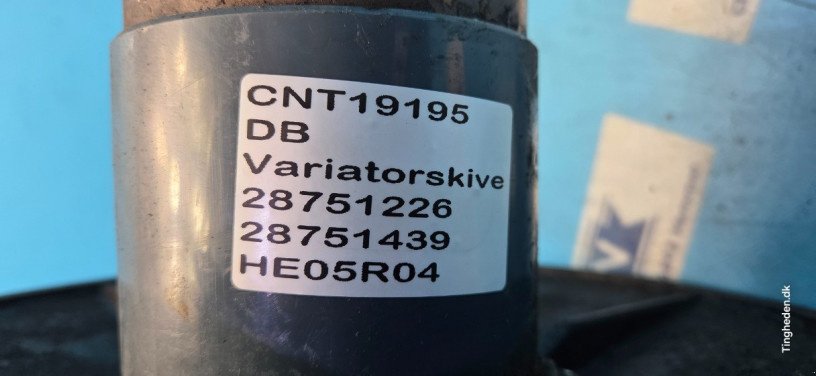 CNT19195
DB
Variatorskive
28751226
28751439
HE05R04
Tingheden.dk